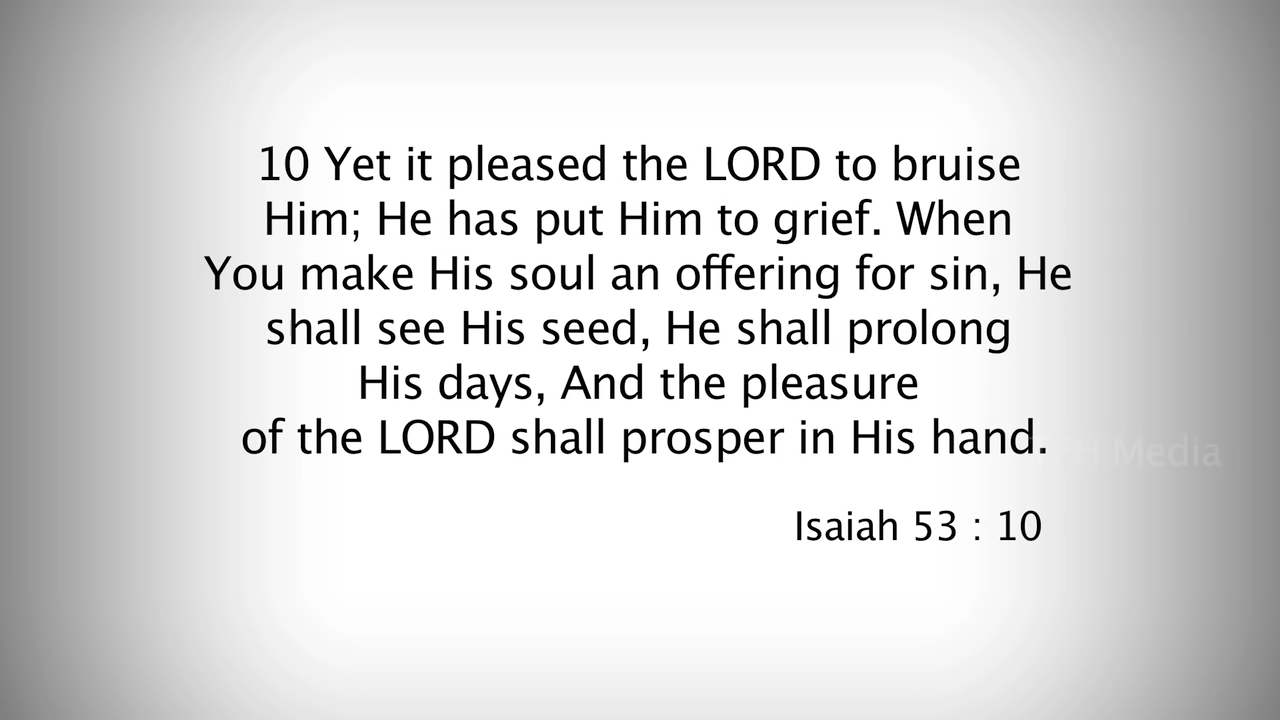 10 Yet it pleased the LORD to bruise
Him; He has put Him to grief. When
You make His soul an offering for sin, He
shall see His seed, He shall prolong
His days, And the pleasure
of the LORD shall prosper in His hand.
Media
Isaiah 53 : 10